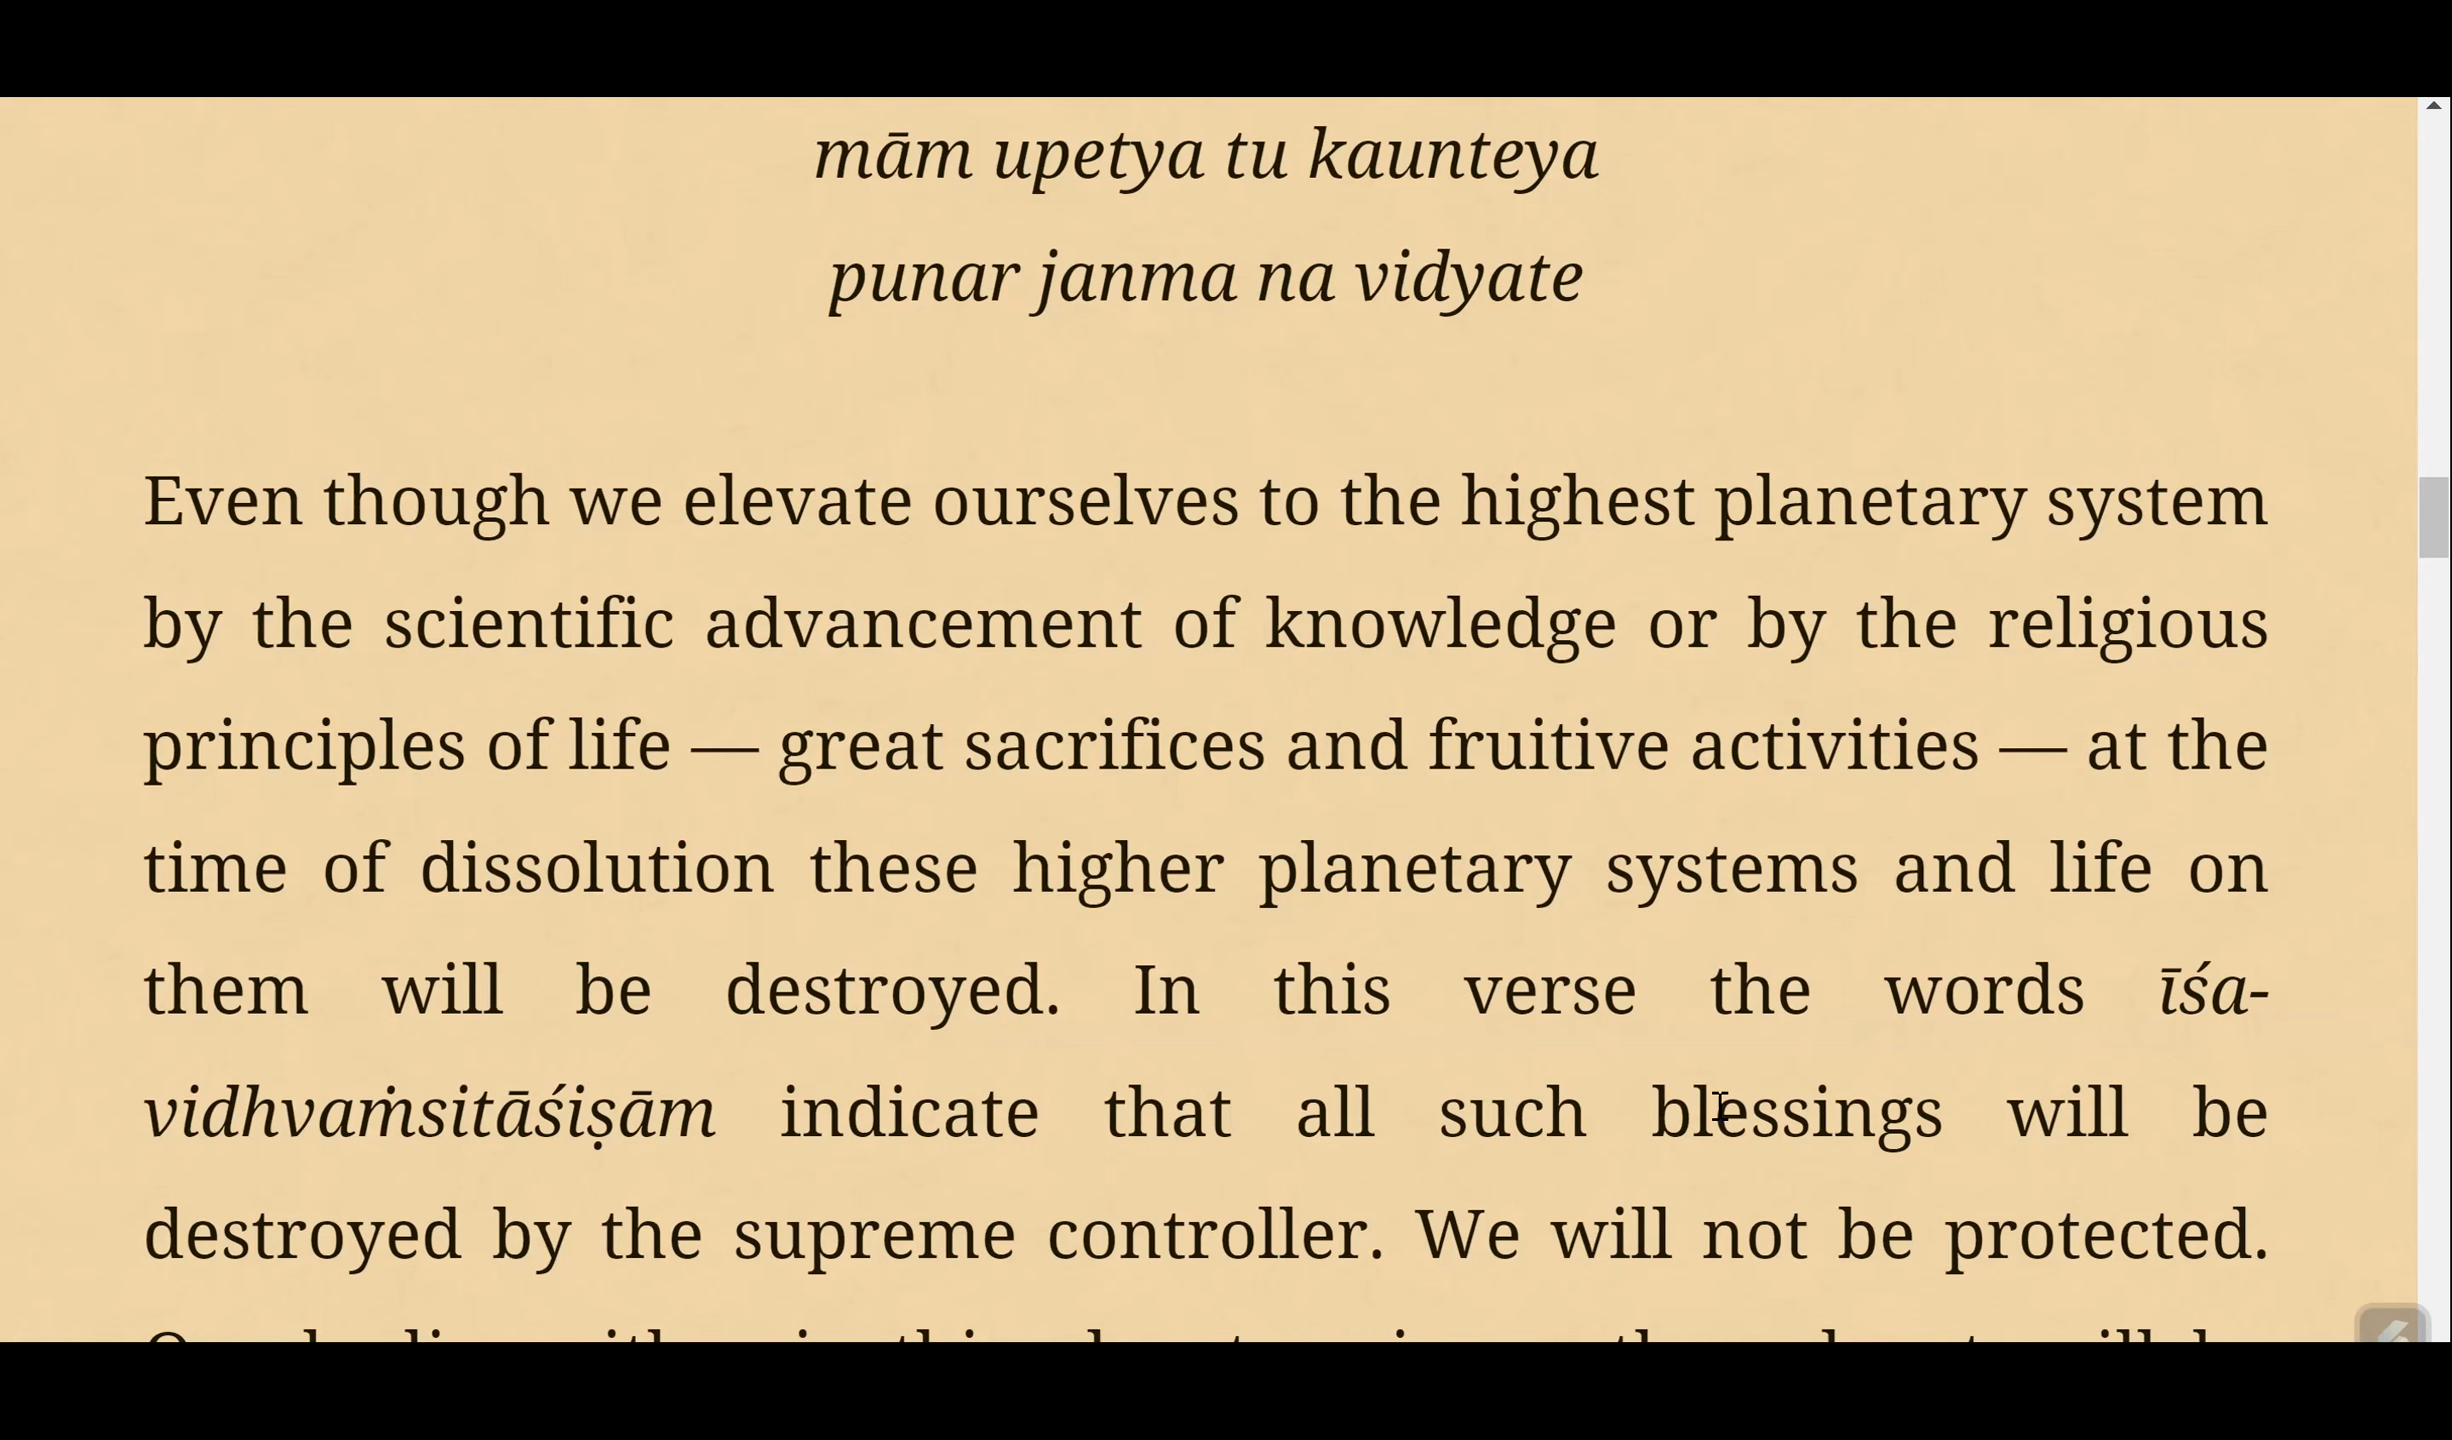 mām upetya tu kaunteya
punar janma na vidyate
Even though we elevate ourselves to the highest planetary system
by the scientific advancement of knowledge or by the religious
principles of life — great sacrifices and fruitive activities — at the
time of dissolution these higher planetary systems and life on
them will be destroyed. In this verse the words īśa-
vidhvaṁsitāśiṣām indicate that all such blessings will be
destroyed by the supreme controller. We will not be protected.